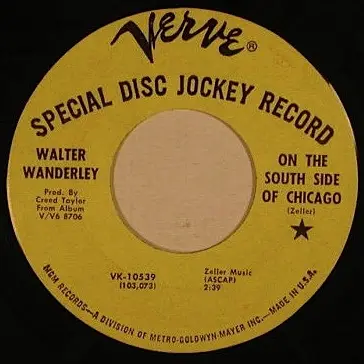 Verve®
SPECIAL DISC JOCKEY RECORD
WALTER
WANDERLEY
Prod. By
Creed Taylor
From Album
V/V6 8706
ON THE
SOUTH SIDE
OF CHICAGO
(Zeller)
VK-10539
(103,073)
Zeller Music
(ASCAP)
2:39
MGM RECORDS—A DIVISION OF METRO-GOLDWYN-MAYER INC.—MADE IN U.S.A.